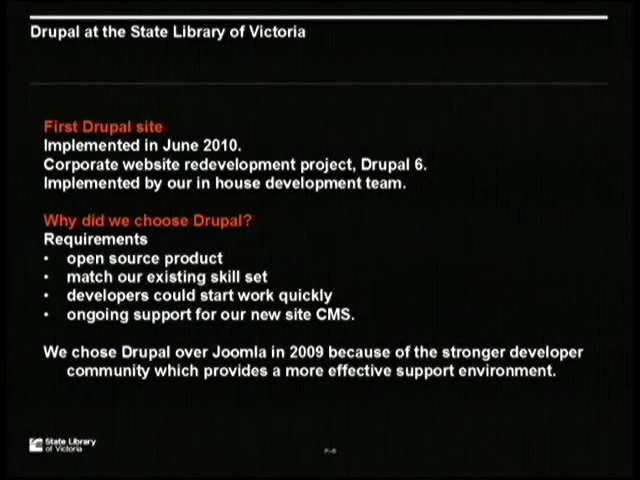 Drupal at the State Library of Victoria
First Drupal site
Implemented in June 2010.
Corporate website redevelopment project, Drupal 6.
Implemented by our in house development team.
Why did we choose Drupal?
Requirements
• open source product
• match our existing skill set
• developers could start work quickly
• ongoing support for our new site CMS.
We chose Drupal over Joomla in 2009 because of the stronger developer
community which provides a more effective support environment.
State Library
of Victoria